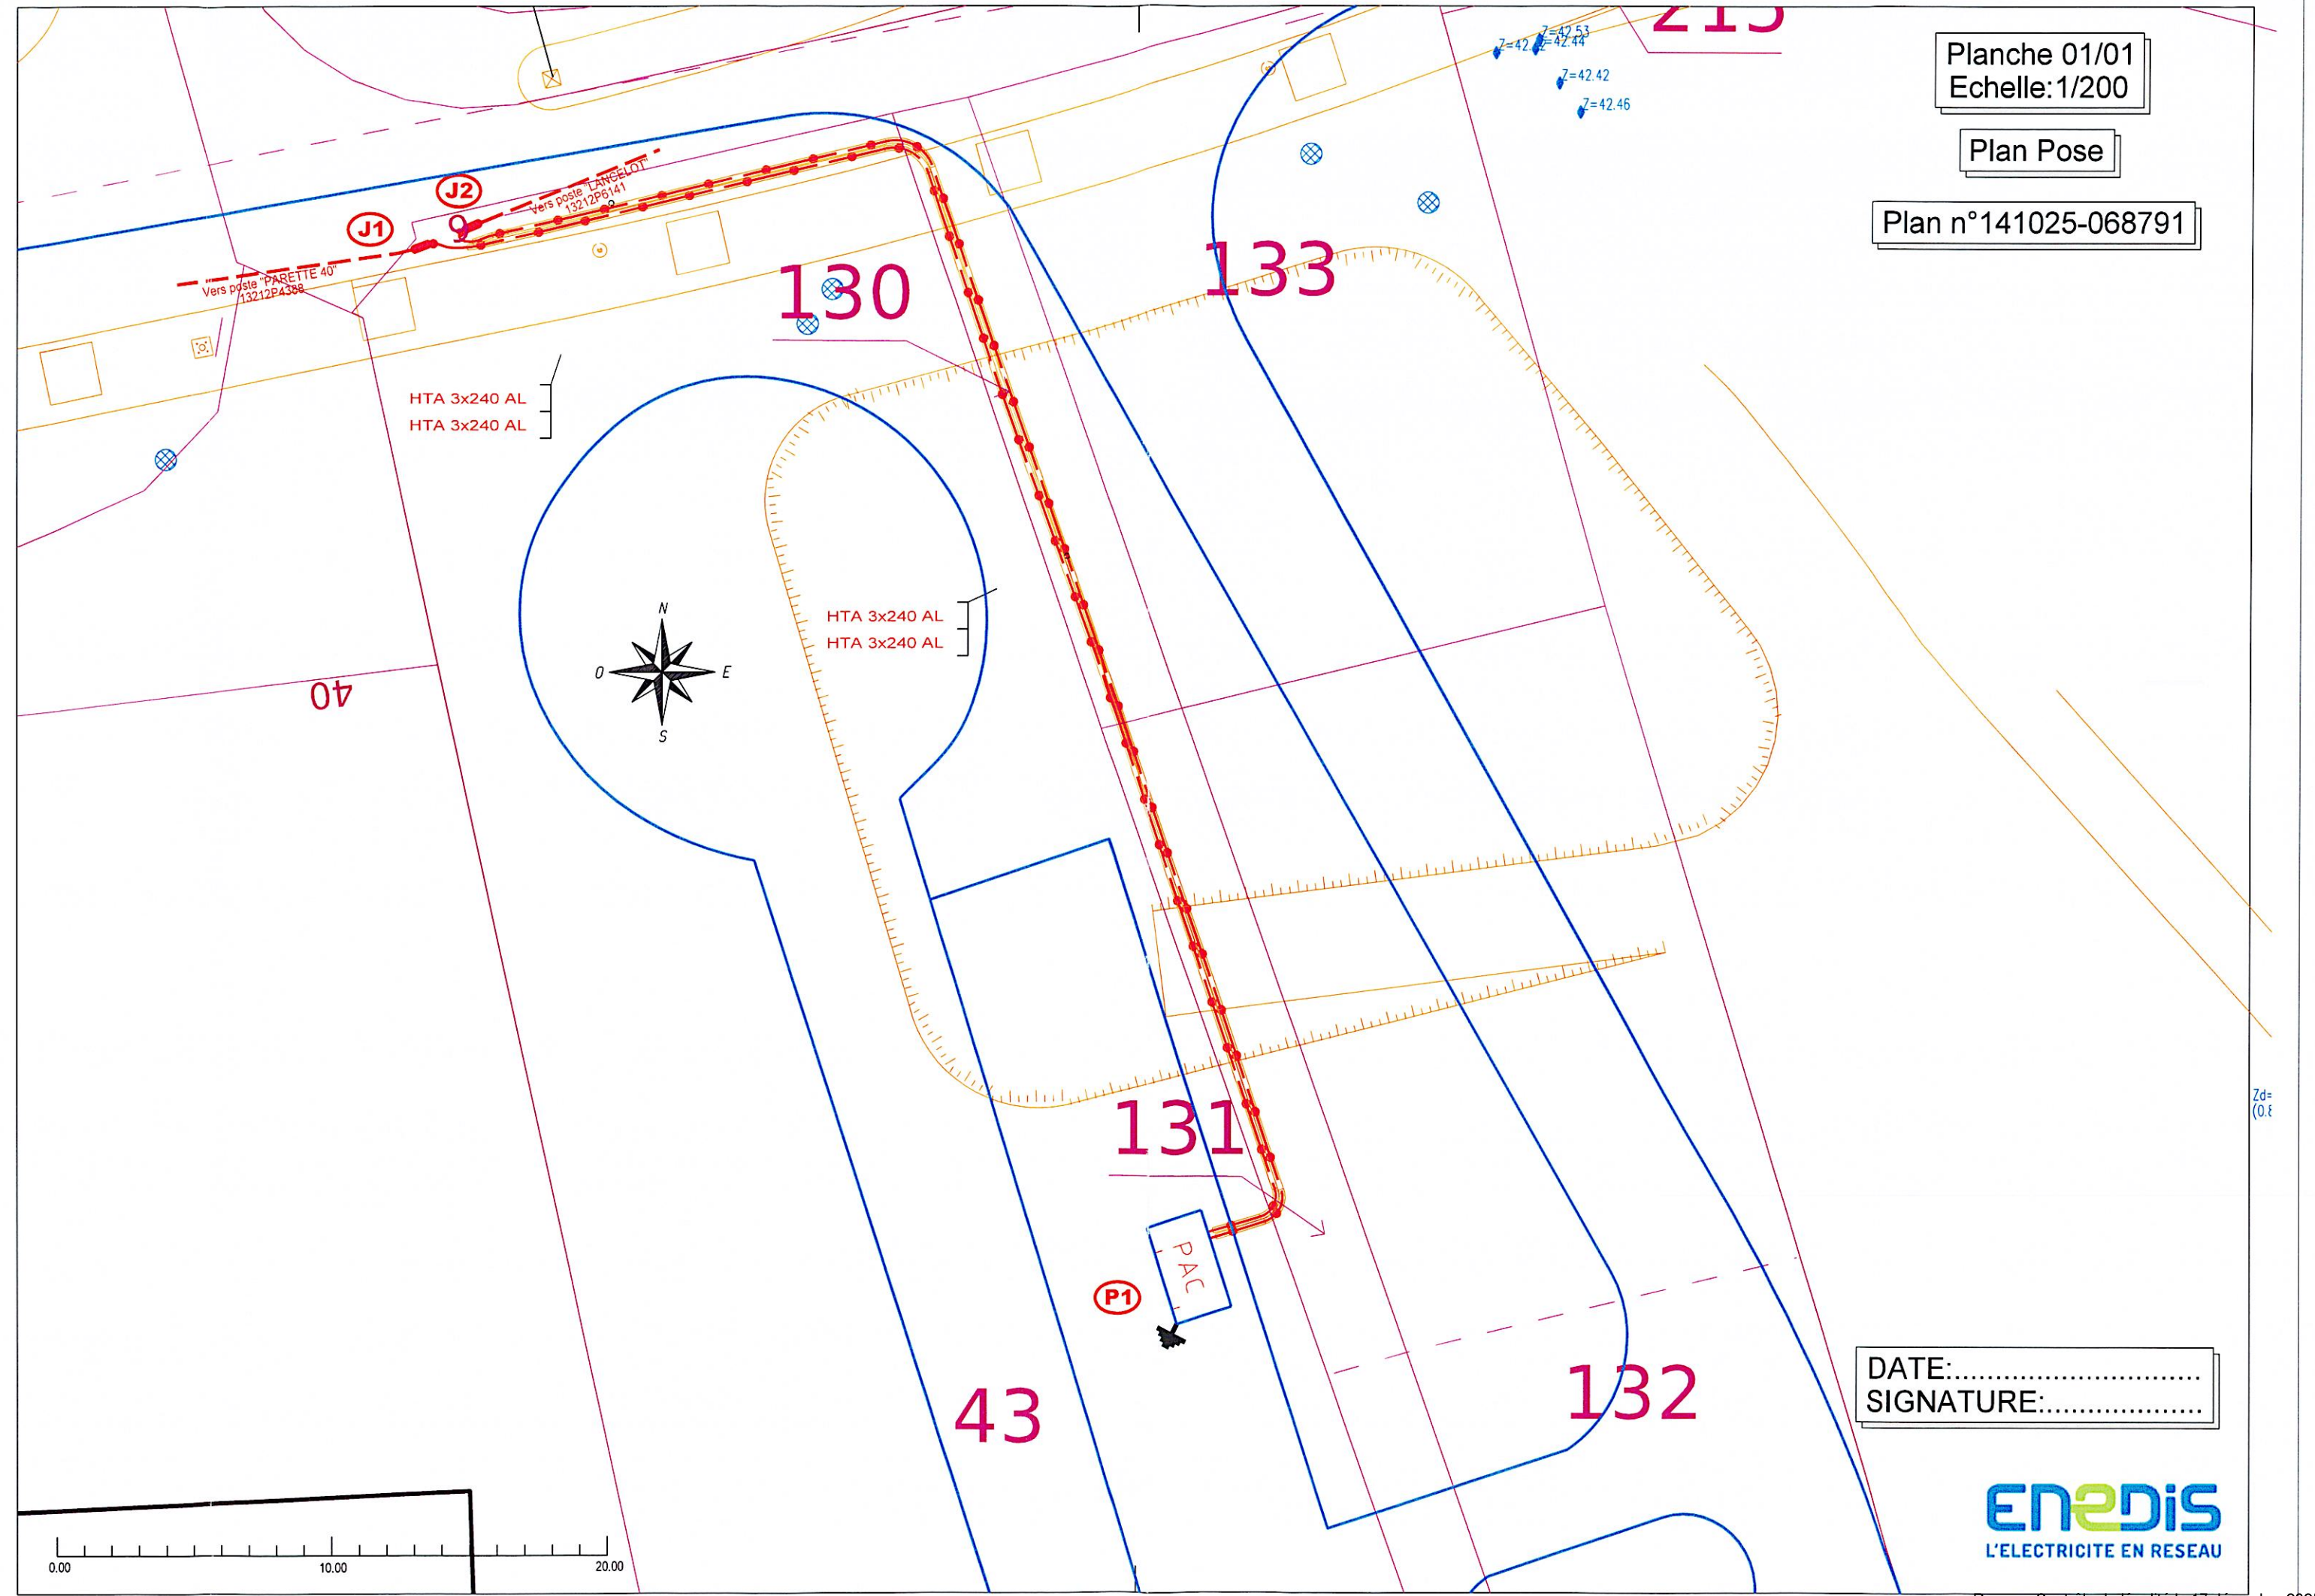 215
Z=42.53
Z=42.44
Z=42.42
Z=42.46
Planche 01/01
Echelle:1/200
Plan Pose
Plan n°141025-068791
J2
J1
Vers poste "LANCELOT"
13212P6141
Vers poste "PARETTE 40"
13212P4388
130
133
HTA 3x240 AL
HTA 3x240 AL
N
O
E
S
HTA 3x240 AL
HTA 3x240 AL
40
131
Zd=
PAC
P1
43
132
DATE:..............................
SIGNATURE:...................
ENEDIS
L'ELECTRICITE EN RESEAU
0.00
10.00
20.00